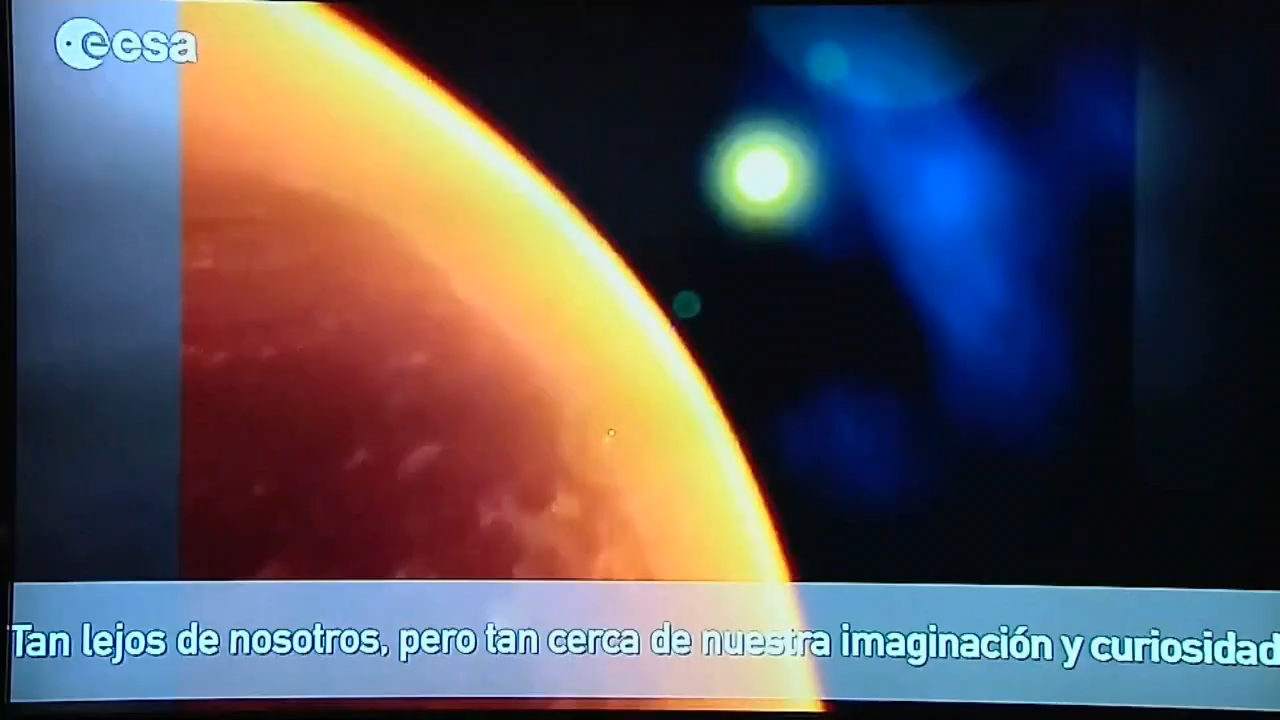 esa
Tan lejos de nosotros, pero tan cerca de nuestra imaginación y curiosidad